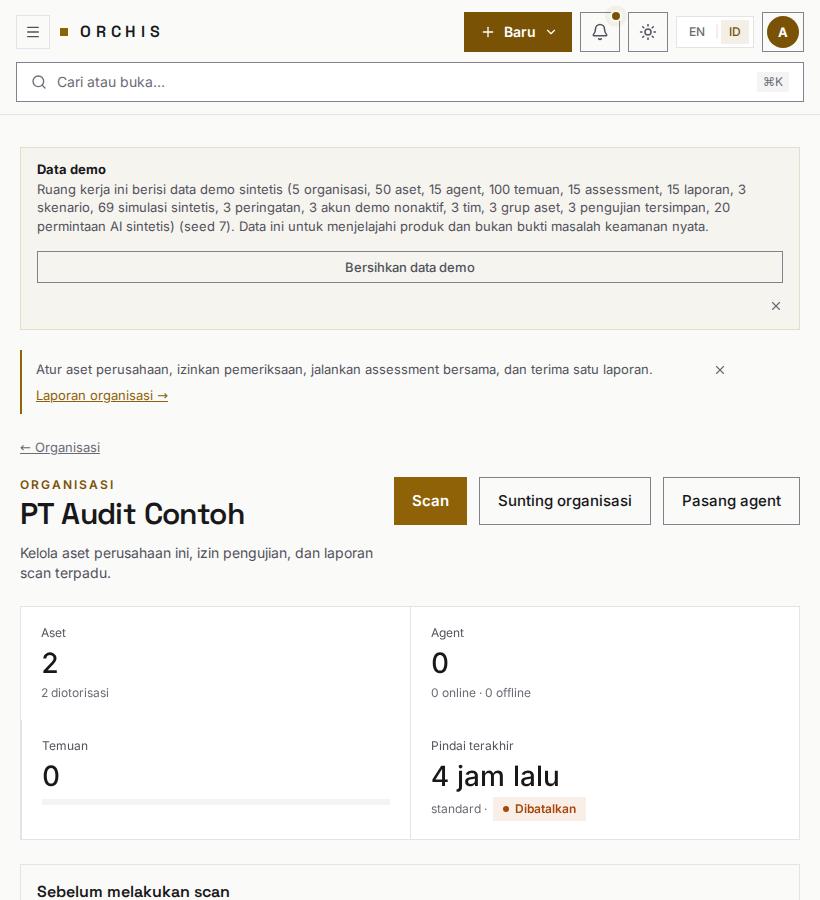 ORCHIS
Baru
EN
ID
A
Cari atau buka...
⌘K
Data demo
Ruang kerja ini berisi data demo sintetis (5 organisasi, 50 aset, 15 agent, 100 temuan, 15 assessment, 15 laporan, 3
skenario, 69 simulasi sintetis, 3 peringatan, 3 akun demo nonaktif, 3 tim, 3 grup aset, 3 pengujian tersimpan, 20
permintaan AI sintetis) (seed 7). Data ini untuk menjelajahi produk dan bukan bukti masalah keamanan nyata.
Bersihkan data demo
Atur aset perusahaan, izinkan pemeriksaan, jalankan assessment bersama, dan terima satu laporan.
Laporan organisasi →
← Organisasi
ORGANISASI
PT Audit Contoh
Scan
Sunting organisasi
Pasang agent
Kelola aset perusahaan ini, izin pengujian, dan laporan
scan terpadu.
Aset
2
2 diotorisasi
Agent
0
0 online · 0 offline
Temuan
0
Pindai terakhir
4 jam lalu
standard · Dibatalkan
Sebelum melakukan scan